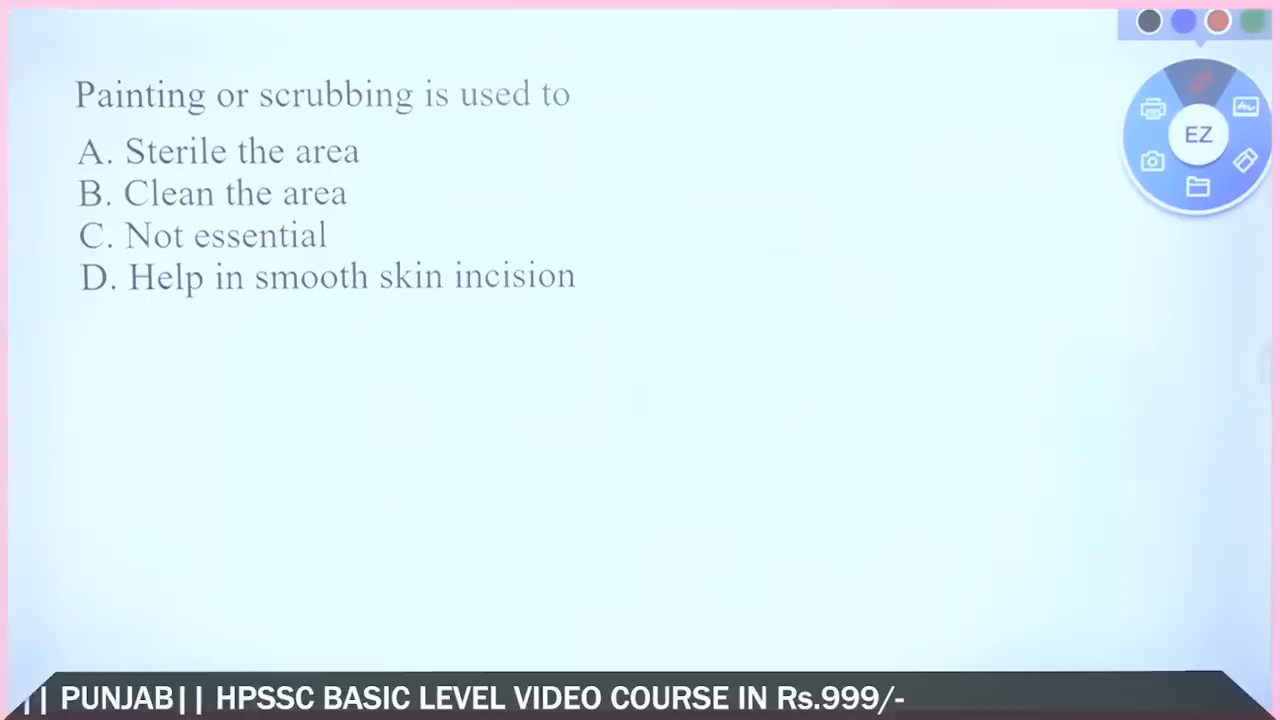 Painting or scrubbing is used to
A. Sterile the area
B. Clean the area
C. Not essential
D. Help in smooth skin incision
EZ
|| PUNJAB|| HPSSC BASIC LEVEL VIDEO COURSE IN Rs.999/-